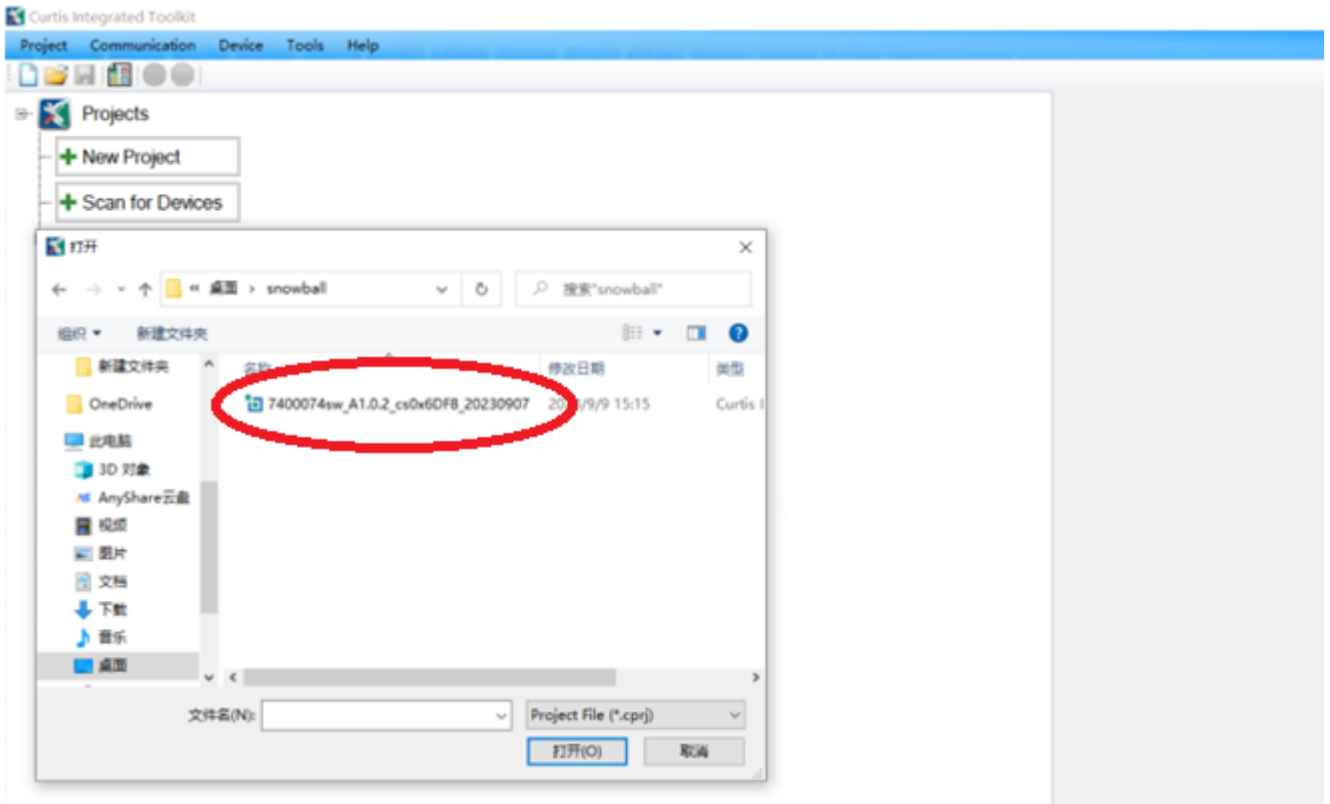 Curtis Integrated Toolkit
Project Communication Device Tools Help
Projects
New Project
Scan for Devices
打开
« 桌面 › snowball
搜索"snowball"
组织 新建文件夹
名称 修改日期 类型
新建文件夹
OneDrive
此电脑
3D 对象
AnyShare云盘
视频
图片
文档
下载
音乐
桌面
7400074sw_A1.0.2_cs0x6DF8_20230907 /9/9 15:15 Curtis I
文件名(N):
Project File (*.cprj)
打开(O) 取消